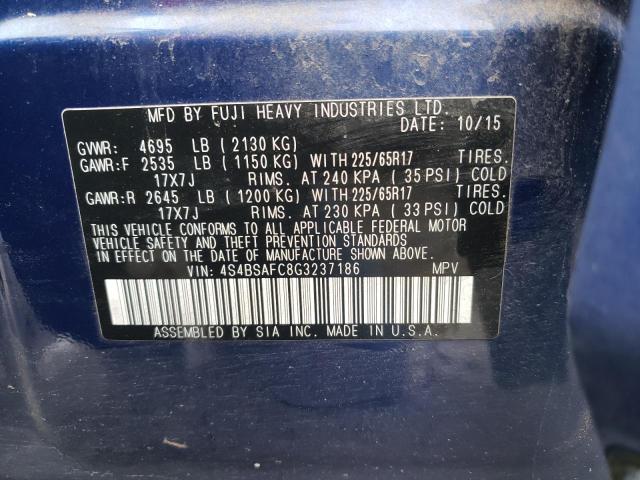 MFD BY FUJI HEAVY INDUSTRIES LTD.
DATE: 10/15
GVWR: 4695 LB (2130 KG)
GAWR:F 2535 LB (1150 KG) WITH 225/65R17 TIRES.
17X7J RIMS. AT 240 KPA (35 PSI) COLD
GAWR:R 2645 LB (1200 KG) WITH 225/65R17 TIRES.
17X7J RIMS. AT 230 KPA (33 PSI) COLD
THIS VEHICLE CONFORMS TO ALL FEDERAL MOTOR
VEHICLE SAFETY AND THEFT PREVENTION STANDARDS
IN EFFECT ON THE DATE OF MANUFACTURE SHOWN ABOVE.
VIN: 4S4BSAFC8G3237186 MPV
ASSEMBLED BY SIA INC. MADE IN U.S.A.